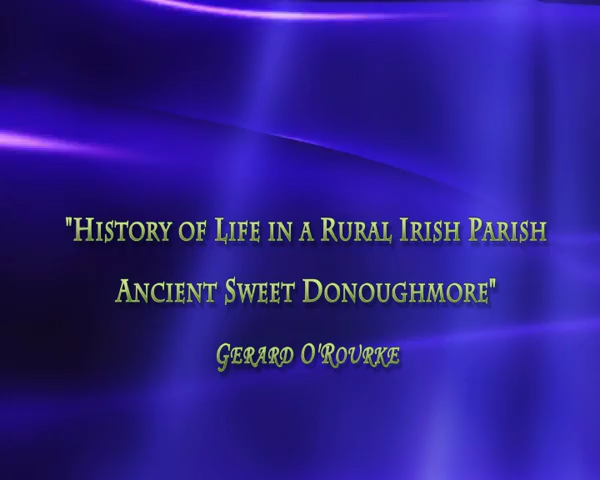 "History of Life in a Rural Irish Parish
Ancient Sweet Donoughmore"
Gerard O'Rourke